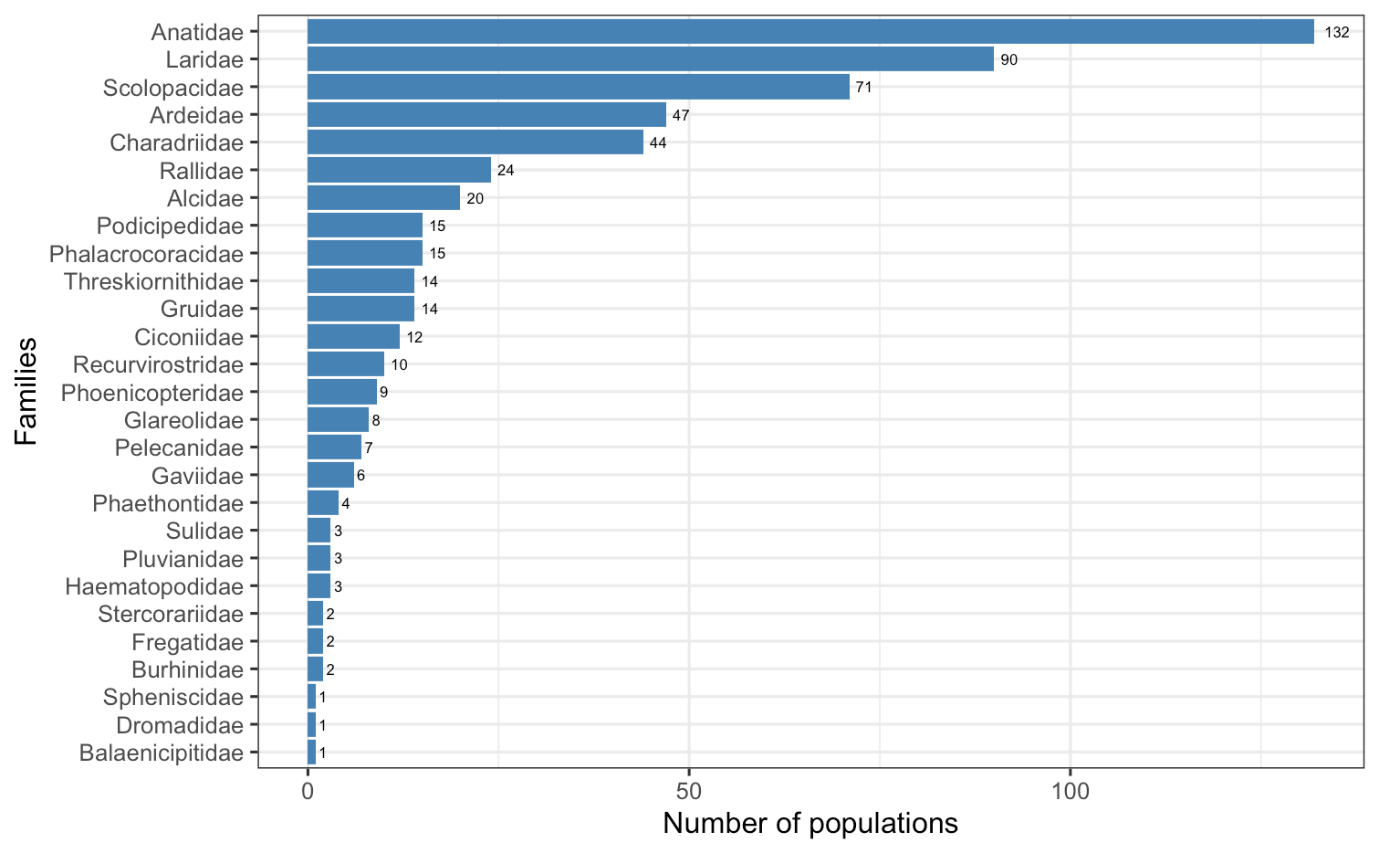 Families
Anatidae 132
Laridae 90
Scolopacidae 71
Ardeidae 47
Charadriidae 44
Rallidae 24
Alcidae 20
Podicipedidae 15
Phalacrocoracidae 15
Threskiornithidae 14
Gruidae 14
Ciconiidae 12
Recurvirostridae 10
Phoenicopteridae 9
Glareolidae 8
Pelecanidae 7
Gaviidae 6
Phaethontidae 4
Sulidae 3
Pluvianidae 3
Haematopodidae 3
Stercorariidae 2
Fregatidae 2
Burhinidae 2
Spheniscidae 1
Dromadidae 1
Balaenicipitidae 1
0 50 100
Number of populations